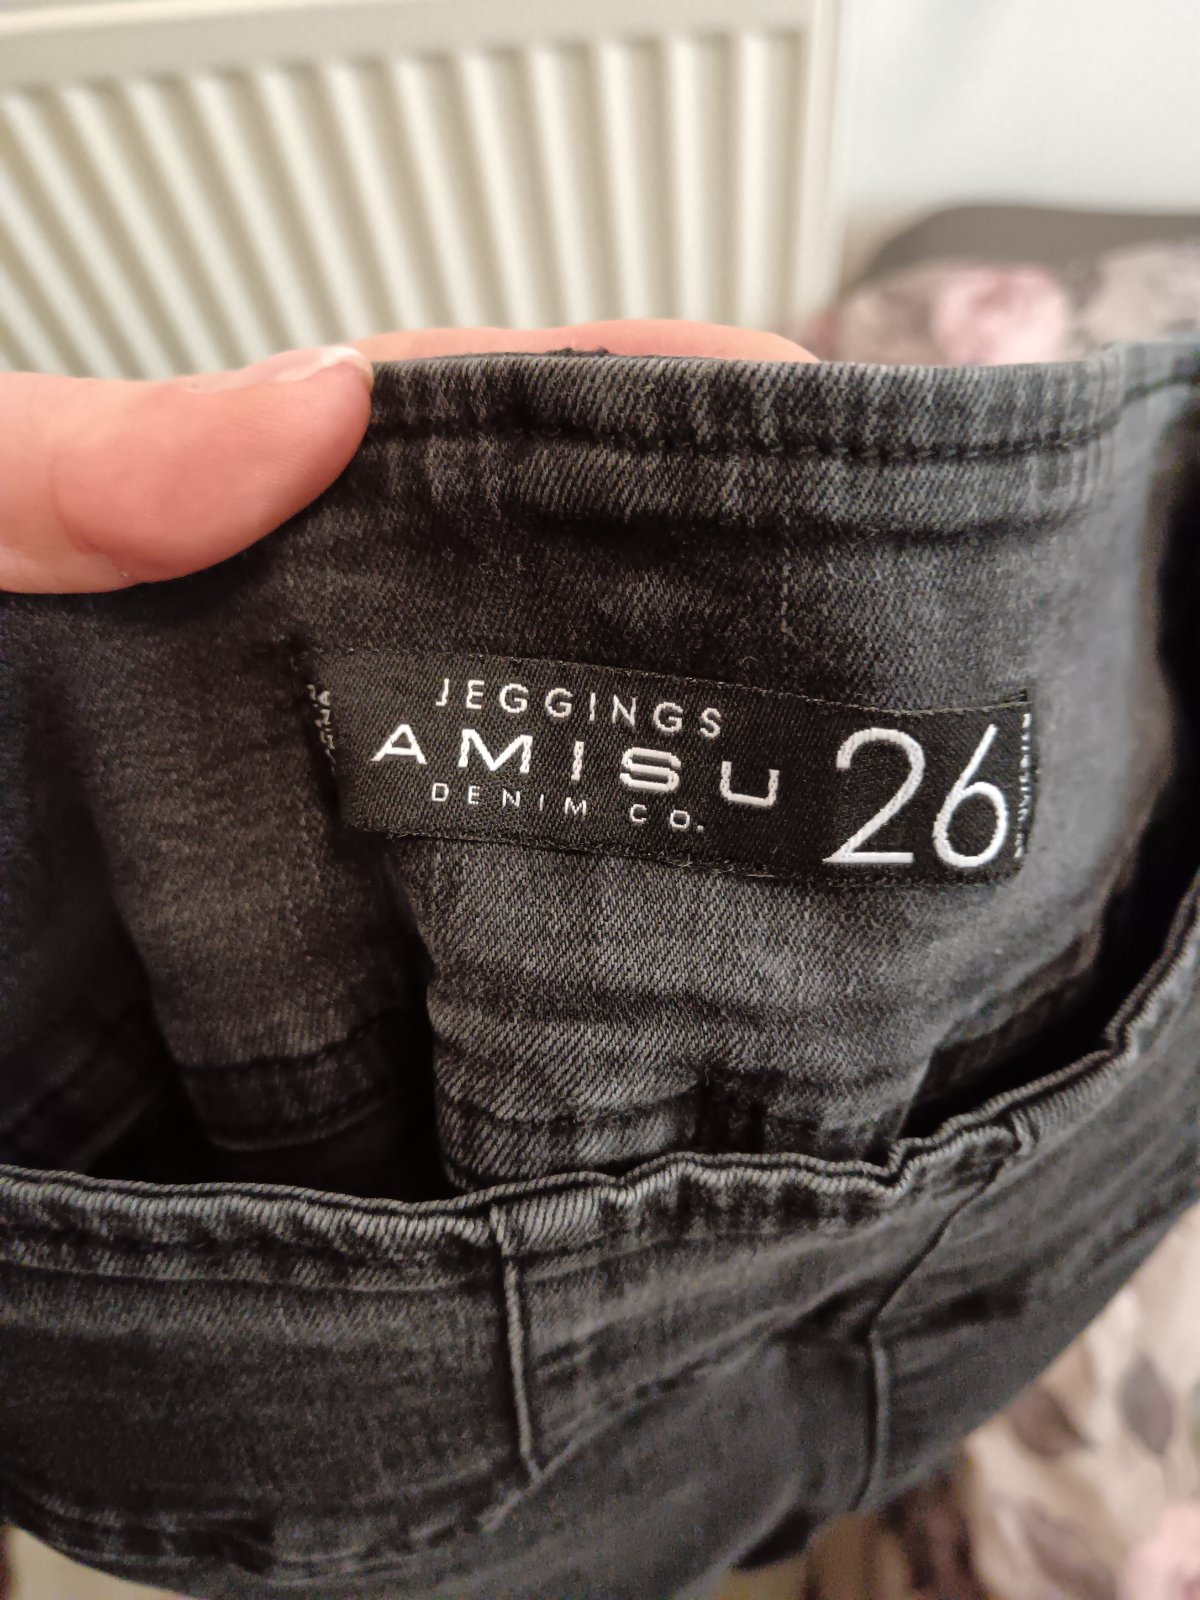 JEGGINGS
AMISU
DENIM CO.
26